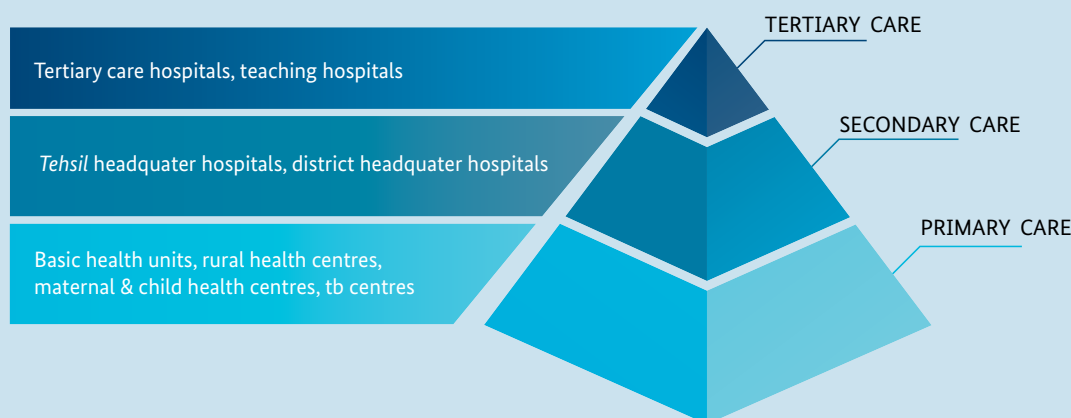 TERTIARY CARE
Tertiary care hospitals, teaching hospitals
SECONDARY CARE
Tehsil headquater hospitals, district headquater hospitals
PRIMARY CARE
Basic health units, rural health centres,
maternal & child health centres, tb centres